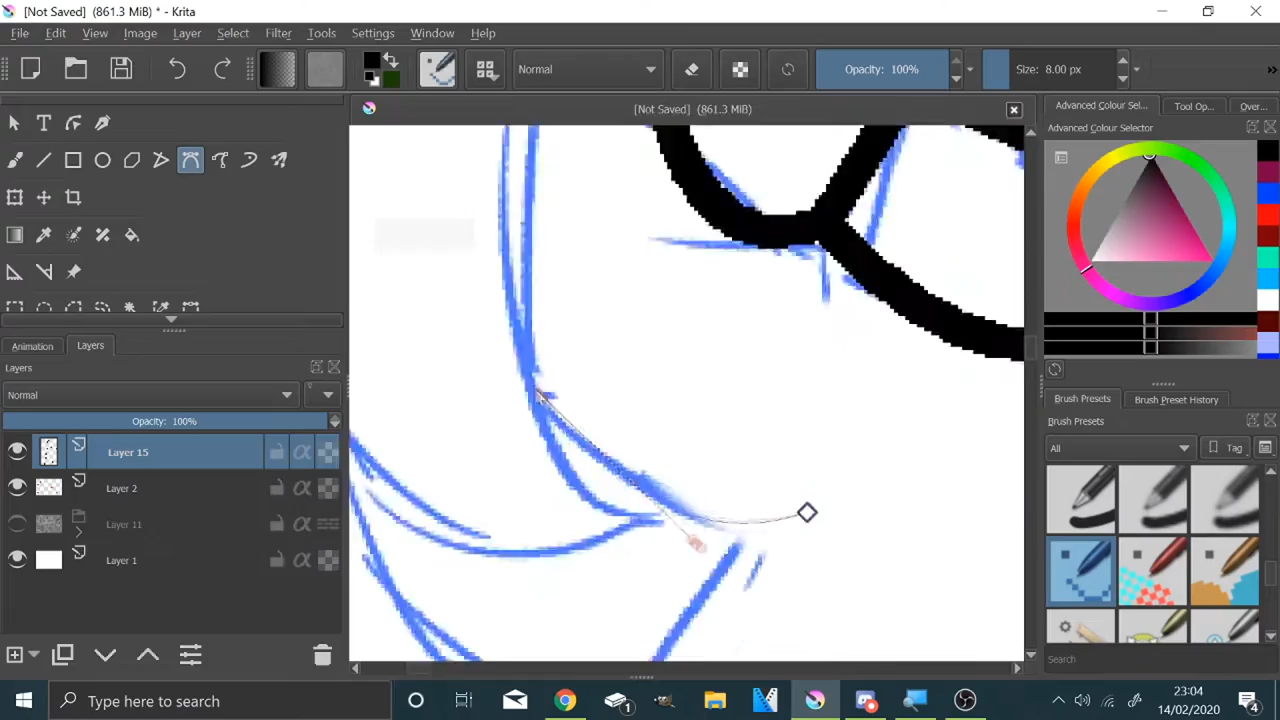 [Not Saved] (861.3 MiB) * - Krita
File Edit View Image Layer Select Filter Tools Settings Window Help
Normal
Opacity: 100%
Size: 8.00 px
»
[Not Saved] (861.3 MiB)
Advanced Colour Sel...
Tool Op...
Over...
Advanced Colour Selector
Animation
Layers
Layers
Normal
Opacity: 100%
Layer 15
Layer 2
Layer 11
Layer 1
Brush Presets
Brush Preset History
Brush Presets
All
Tag
Search
Type here to search
1
23:04
14/02/2020
4